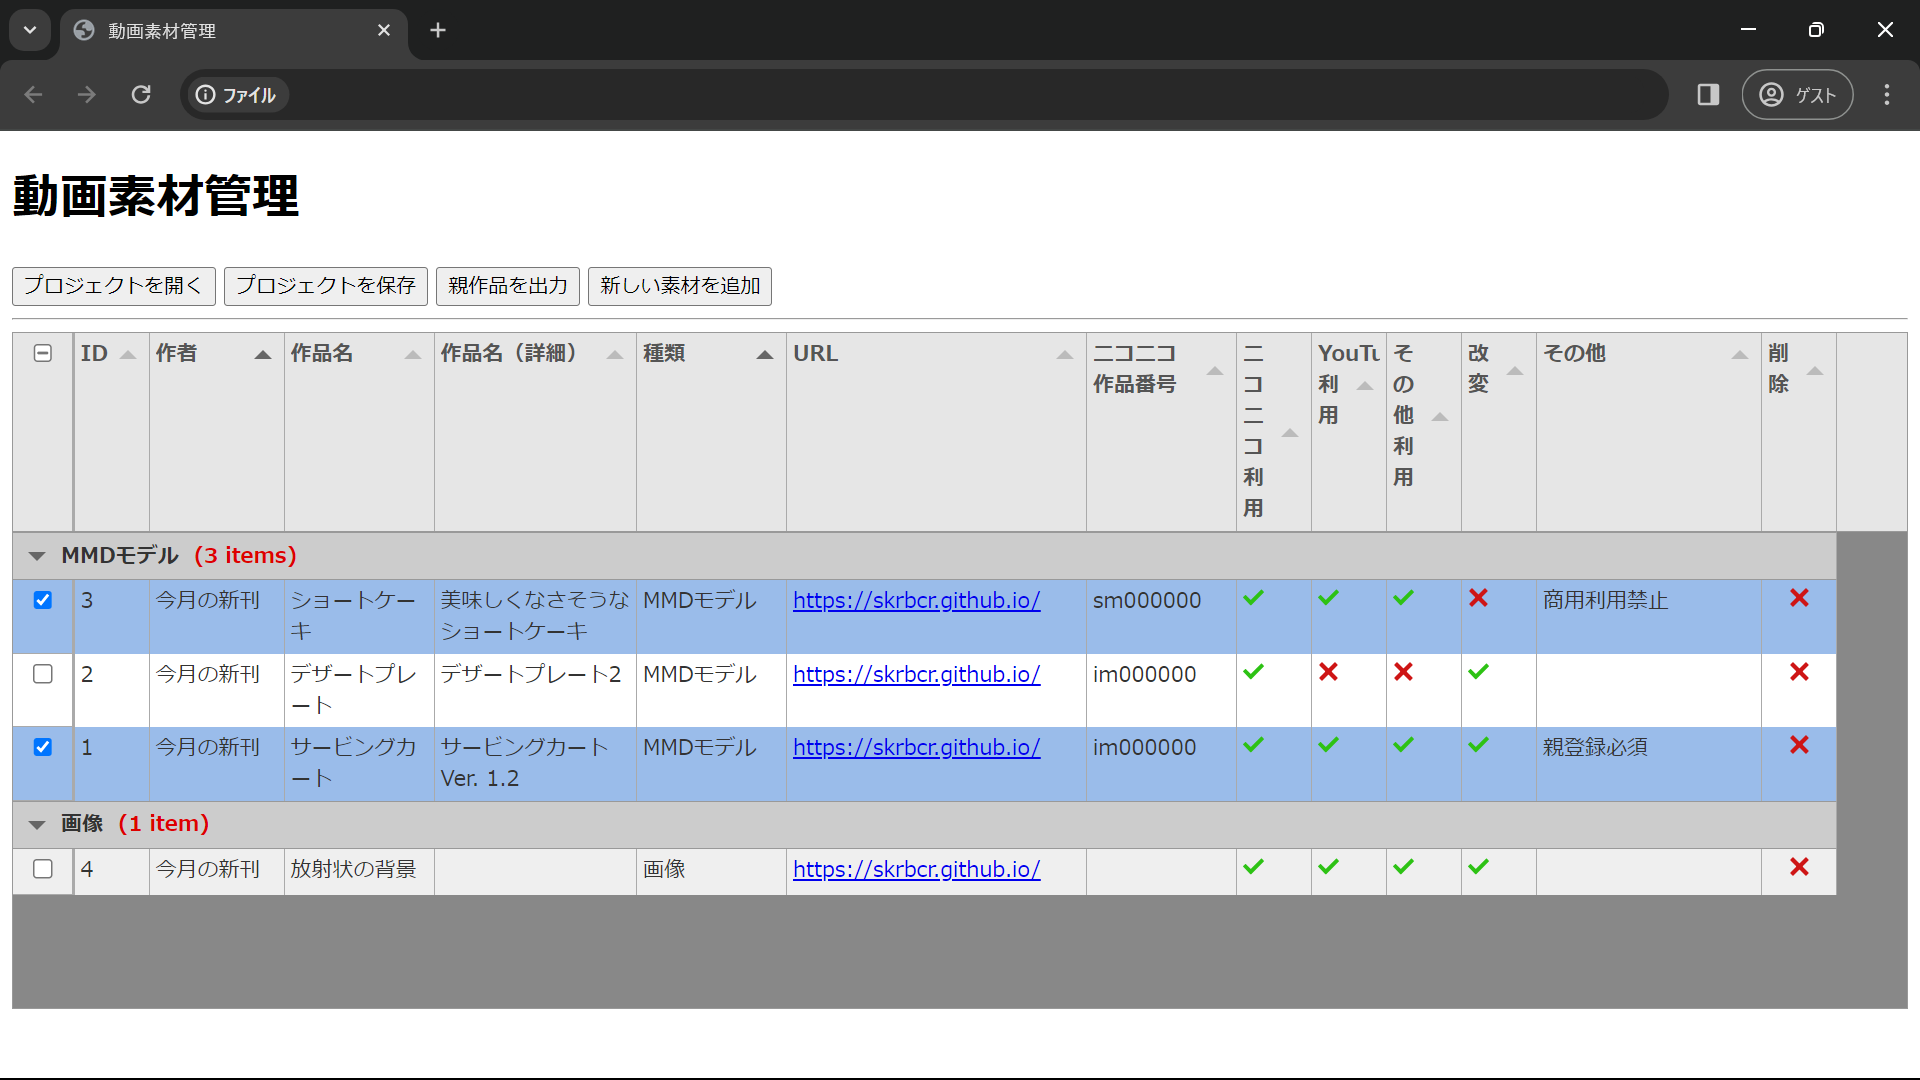 動画素材管理
ファイル
ゲスト
動画素材管理
プロジェクトを開く プロジェクトを保存 親作品を出力 新しい素材を追加
ID 作者 作品名 作品名（詳細） 種類 URL ニコニコ作品番号 ニコニコ利用 YouTu利用 その他利用 改変 その他 削除
MMDモデル (3 items)
3 今月の新刊 ショートケーキ 美味しくなさそうなショートケーキ MMDモデル https://skrbcr.github.io/ sm000000 商用利用禁止
2 今月の新刊 デザートプレート デザートプレート2 MMDモデル https://skrbcr.github.io/ im000000
1 今月の新刊 サービングカート サービングカート Ver. 1.2 MMDモデル https://skrbcr.github.io/ im000000 親登録必須
画像 (1 item)
4 今月の新刊 放射状の背景 画像 https://skrbcr.github.io/